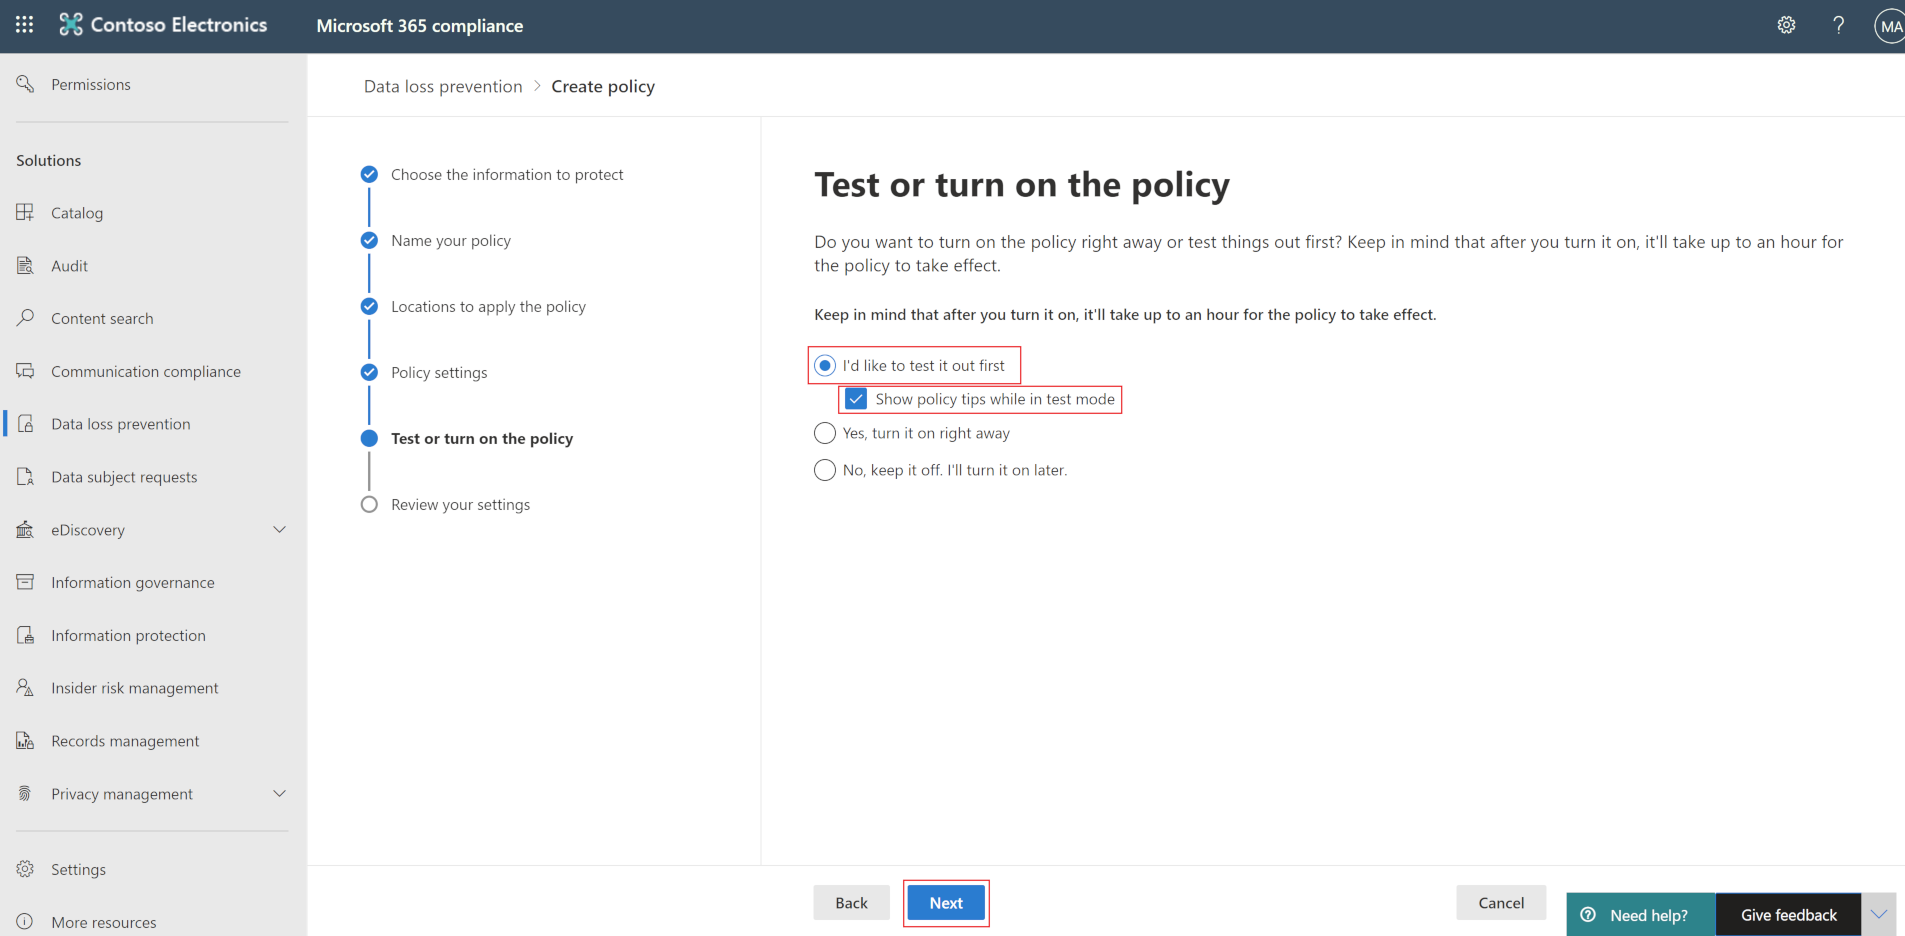 Contoso Electronics
Microsoft 365 compliance
?
MA
Permissions
Solutions
Catalog
Audit
Content search
Communication compliance
Data loss prevention
Data subject requests
eDiscovery
Information governance
Information protection
Insider risk management
Records management
Privacy management
Settings
More resources
Data loss prevention > Create policy
Choose the information to protect
Name your policy
Locations to apply the policy
Policy settings
Test or turn on the policy
Review your settings
Test or turn on the policy
Do you want to turn on the policy right away or test things out first? Keep in mind that after you turn it on, it'll take up to an hour for
the policy to take effect.
Keep in mind that after you turn it on, it'll take up to an hour for the policy to take effect.
I'd like to test it out first
Show policy tips while in test mode
Yes, turn it on right away
No, keep it off. I'll turn it on later.
Back
Next
Cancel
Need help?
Give feedback